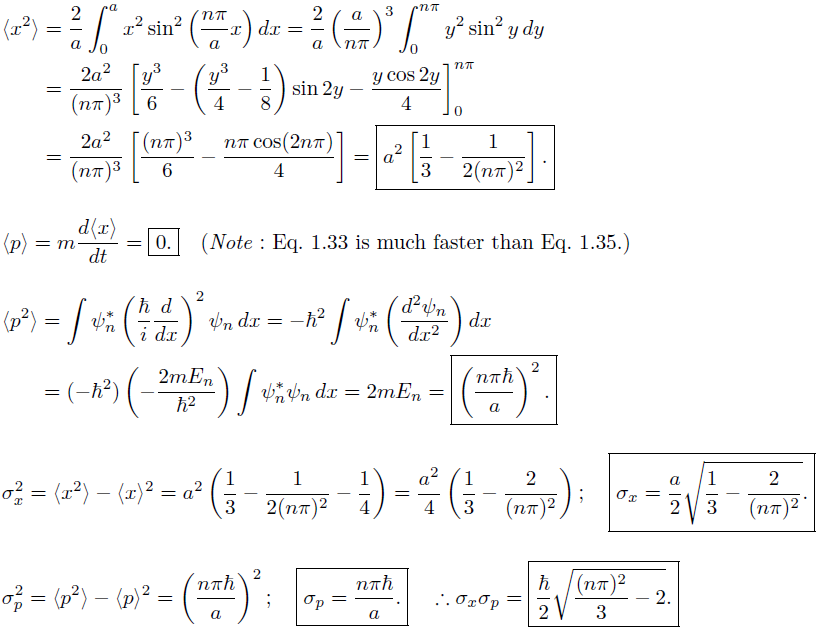 ⟨x²⟩ = 2/a ∫₀ᵃ x² sin² (nπ/a x) dx = 2/a (a/nπ)³ ∫₀ⁿᵖⁱ y² sin² y dy
= 2a²/(nπ)³ [y³/6 − (y³/4 − 1/8) sin 2y − y cos 2y/4]₀ⁿᵖⁱ
= 2a²/(nπ)³ [(nπ)³/6 − nπ cos(2nπ)/4] = a² [1/3 − 1/2(nπ)²].
⟨p⟩ = m d⟨x⟩/dt = 0. (Note : Eq. 1.33 is much faster than Eq. 1.35.)
⟨p²⟩ = ∫ ψₙ* (ℏ/i d/dx)² ψₙ dx = −ℏ² ∫ ψₙ* (d²ψₙ/dx²) dx
= (−ℏ²) (−2mEₙ/ℏ²) ∫ ψₙ*ψₙ dx = 2mEₙ = (nπℏ/a)².
σₓ² = ⟨x²⟩ − ⟨x⟩² = a² (1/3 − 1/2(nπ)² − 1/4) = a²/4 (1/3 − 2/(nπ)²) ; σₓ = a/2 √(1/3 − 2/(nπ)²).
σₚ² = ⟨p²⟩ − ⟨p⟩² = (nπℏ/a)² ; σₚ = nπℏ/a. ∴ σₓσₚ = ℏ/2 √((nπ)²/3 − 2).